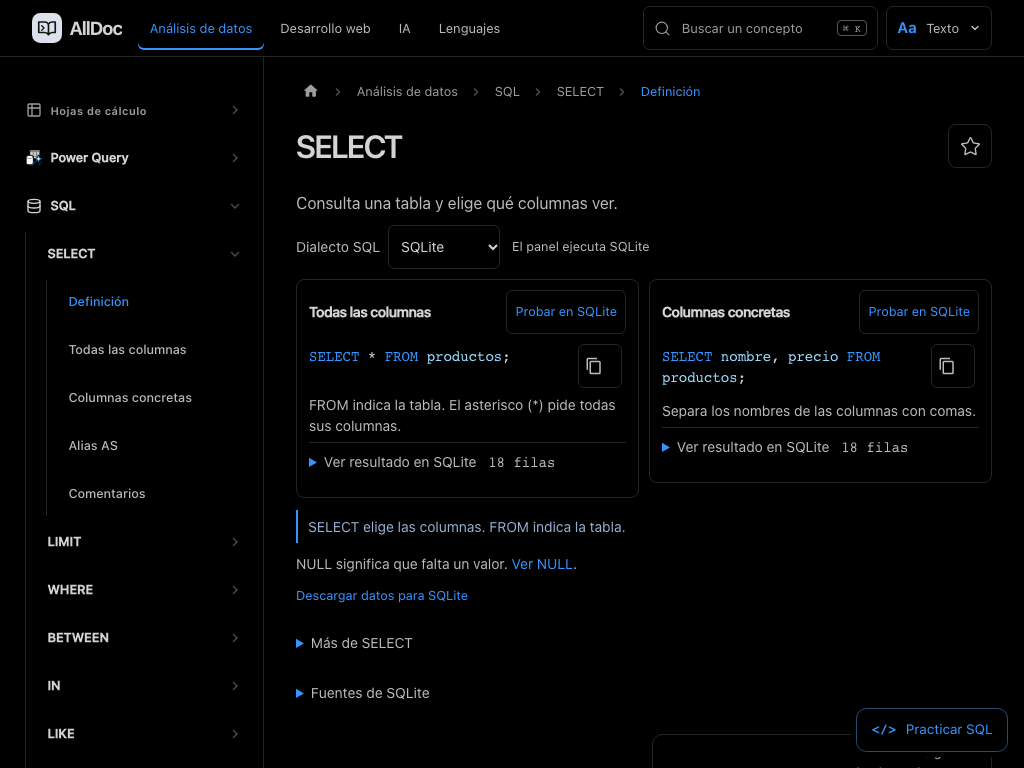 AllDoc
Análisis de datos
Desarrollo web
IA
Lenguajes
Buscar un concepto
⌘ K
Aa Texto
Hojas de cálculo
Power Query
SQL
SELECT
Definición
Todas las columnas
Columnas concretas
Alias AS
Comentarios
LIMIT
WHERE
BETWEEN
IN
LIKE
Análisis de datos > SQL > SELECT > Definición
SELECT
Consulta una tabla y elige qué columnas ver.
Dialecto SQL SQLite El panel ejecuta SQLite
Todas las columnas
Probar en SQLite
SELECT * FROM productos;
FROM indica la tabla. El asterisco (*) pide todas
sus columnas.
Ver resultado en SQLite 18 filas
Columnas concretas
Probar en SQLite
SELECT nombre, precio FROM
productos;
Separa los nombres de las columnas con comas.
Ver resultado en SQLite 18 filas
SELECT elige las columnas. FROM indica la tabla.
NULL significa que falta un valor. Ver NULL.
Descargar datos para SQLite
Más de SELECT
Fuentes de SQLite
</> Practicar SQL